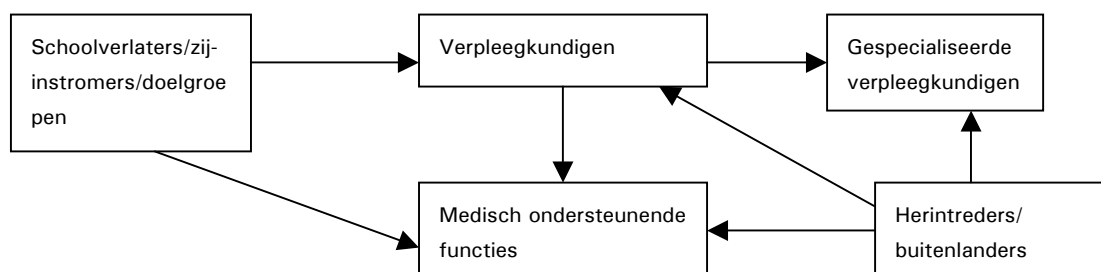 Schoolverlaters/zij-
instromers/doelgroe
pen
Verpleegkundigen
Gespecialiseerde
verpleegkundigen
Medisch ondersteunende
functies
Herintreders/
buitenlanders